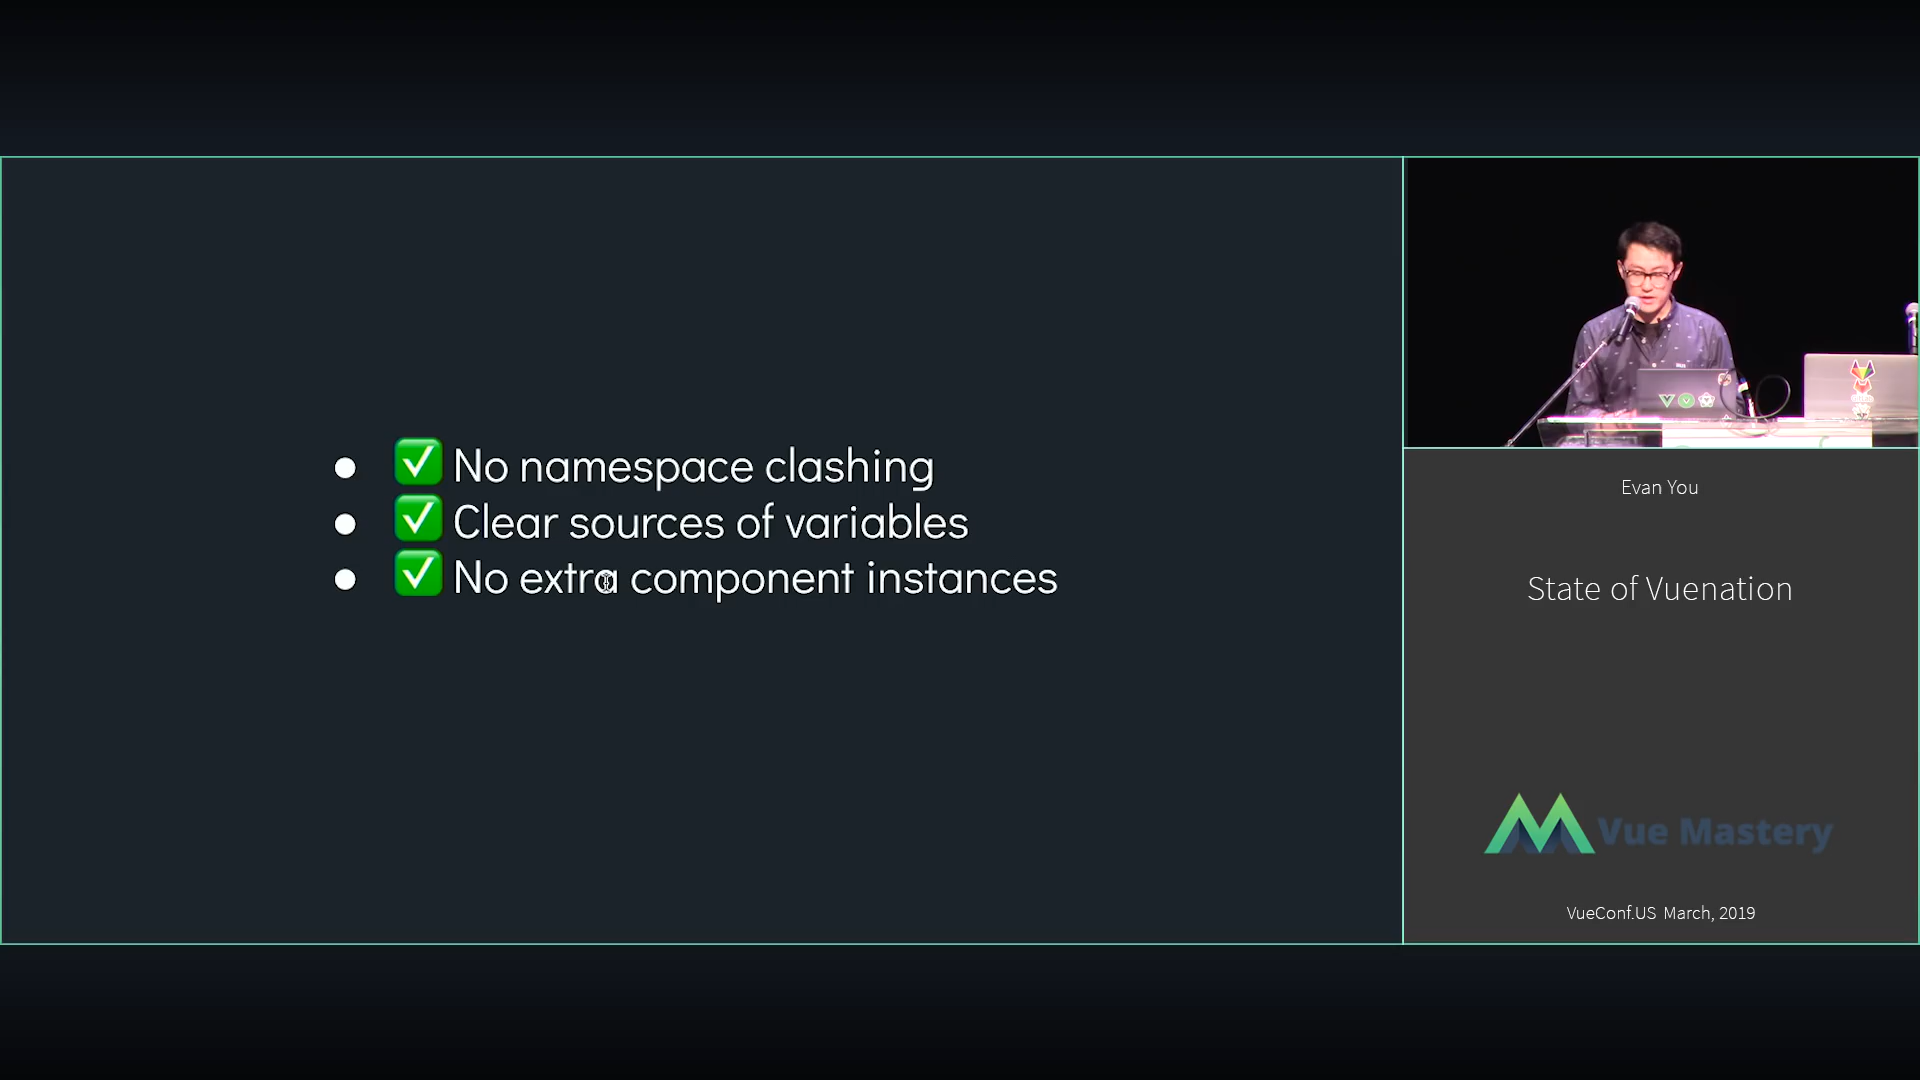 ● ✅ No namespace clashing
● ✅ Clear sources of variables
● ✅ No extra component instances
Evan You
State of Vuenation
Vue Mastery
VueConf.US March, 2019